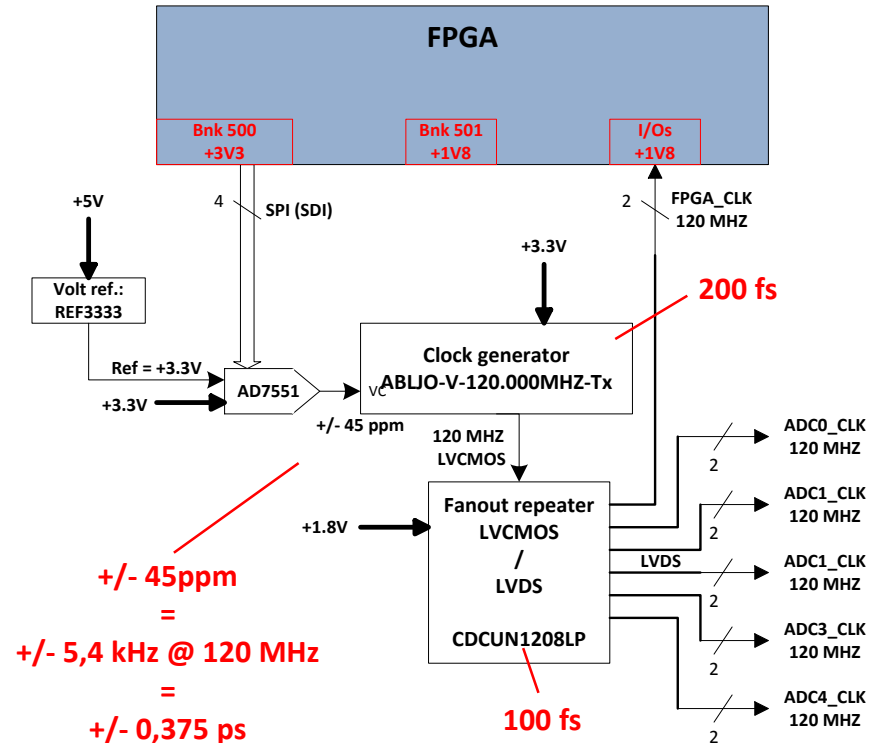 FPGA
Bnk 500
+3V3
Bnk 501
+1V8
I/Os
+1V8
4
SPI (SDI)
2
FPGA_CLK
120 MHZ
+5V
+3.3V
Volt ref.:
REF3333
200 fs
Clock generator
ABLJO-V-120.000MHZ-Tx
Ref = +3.3V
AD7551
VC
+3.3V
+/- 45 ppm
120 MHZ
LVCMOS
ADC0_CLK
120 MHZ
2
Fanout repeater
LVCMOS
/
LVDS
CDCUN1208LP
+1.8V
ADC1_CLK
120 MHZ
2
LVDS
ADC1_CLK
120 MHZ
2
ADC3_CLK
120 MHZ
2
ADC4_CLK
120 MHZ
2
+/- 45ppm
=
+/- 5,4 kHz @ 120 MHz
=
+/- 0,375 ps
100 fs